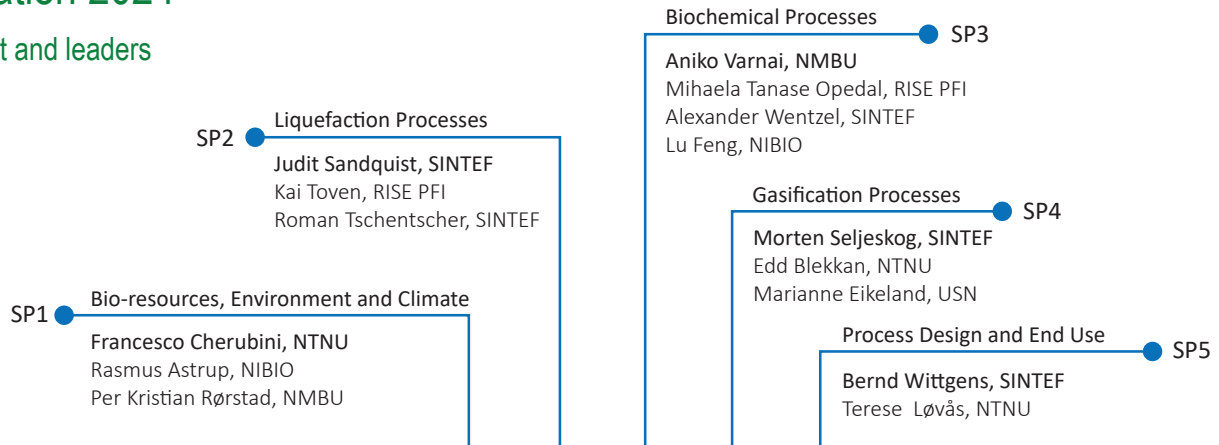 t and leaders
Biochemical Processes
SP3
Aniko Varnai, NMBU
Mihaela Tanase Opedal, RISE PFI
Alexander Wentzel, SINTEF
Lu Feng, NIBIO
Liquefaction Processes
SP2
Judit Sandquist, SINTEF
Kai Toven, RISE PFI
Roman Tschentscher, SINTEF
Gasification Processes
SP4
Morten Seljeskog, SINTEF
Edd Blekkan, NTNU
Marianne Eikeland, USN
Bio-resources, Environment and Climate
SP1
Francesco Cherubini, NTNU
Rasmus Astrup, NIBIO
Per Kristian Rørstad, NMBU
Process Design and End Use
SP5
Bernd Wittgens, SINTEF
Terese Løvås, NTNU